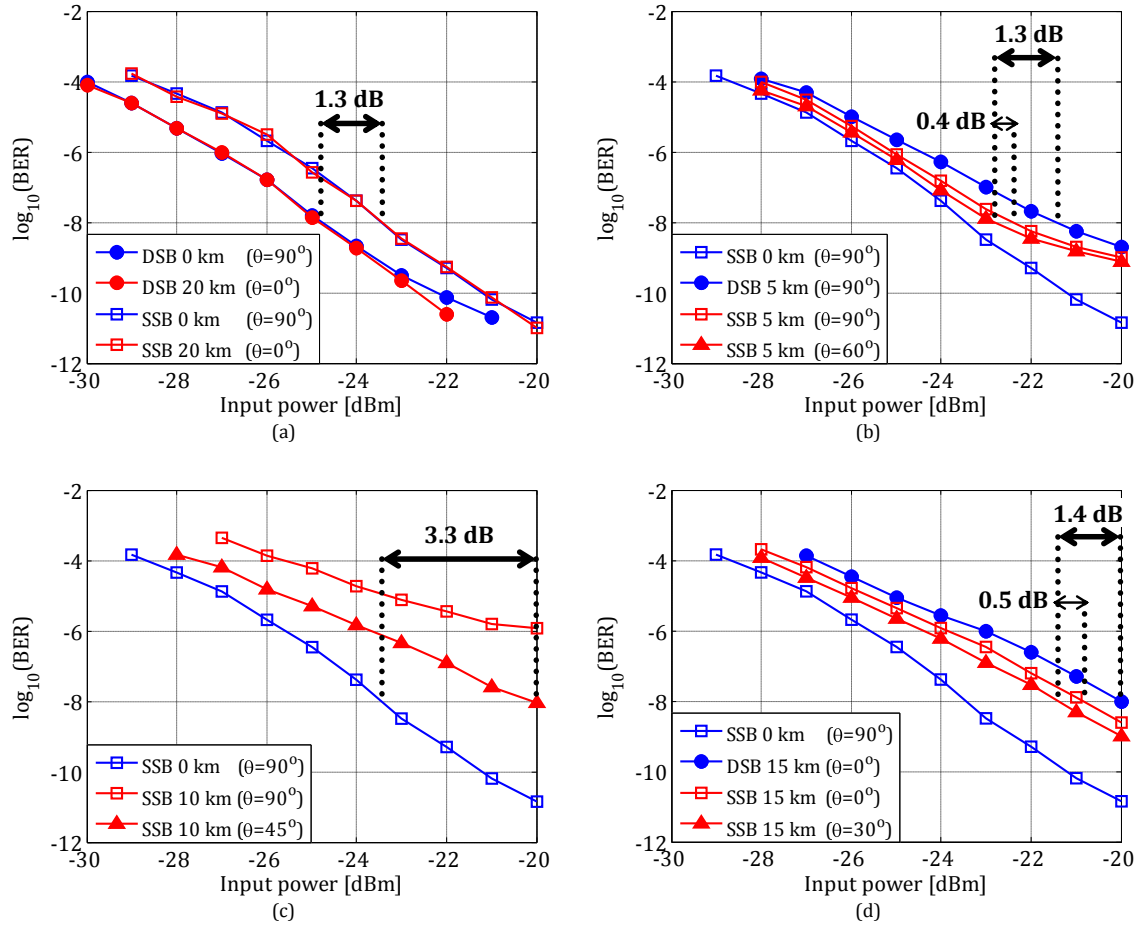 -2
-4
-6
-8
-10
-12
log10(BER)
1.3 dB
DSB 0 km (θ=90°)
DSB 20 km (θ=0°)
SSB 0 km (θ=90°)
SSB 20 km (θ=0°)
-30 -28 -26 -24 -22 -20
Input power [dBm]
(a)
-2
-4
-6
-8
-10
-12
log10(BER)
1.3 dB
0.4 dB
SSB 0 km (θ=90°)
DSB 5 km (θ=90°)
SSB 5 km (θ=90°)
SSB 5 km (θ=60°)
-30 -28 -26 -24 -22 -20
Input power [dBm]
(b)
-2
-4
-6
-8
-10
-12
log10(BER)
3.3 dB
SSB 0 km (θ=90°)
SSB 10 km (θ=90°)
SSB 10 km (θ=45°)
-30 -28 -26 -24 -22 -20
Input power [dBm]
(c)
-2
-4
-6
-8
-10
-12
log10(BER)
1.4 dB
0.5 dB
SSB 0 km (θ=90°)
DSB 15 km (θ=0°)
SSB 15 km (θ=0°)
SSB 15 km (θ=30°)
-30 -28 -26 -24 -22 -20
Input power [dBm]
(d)